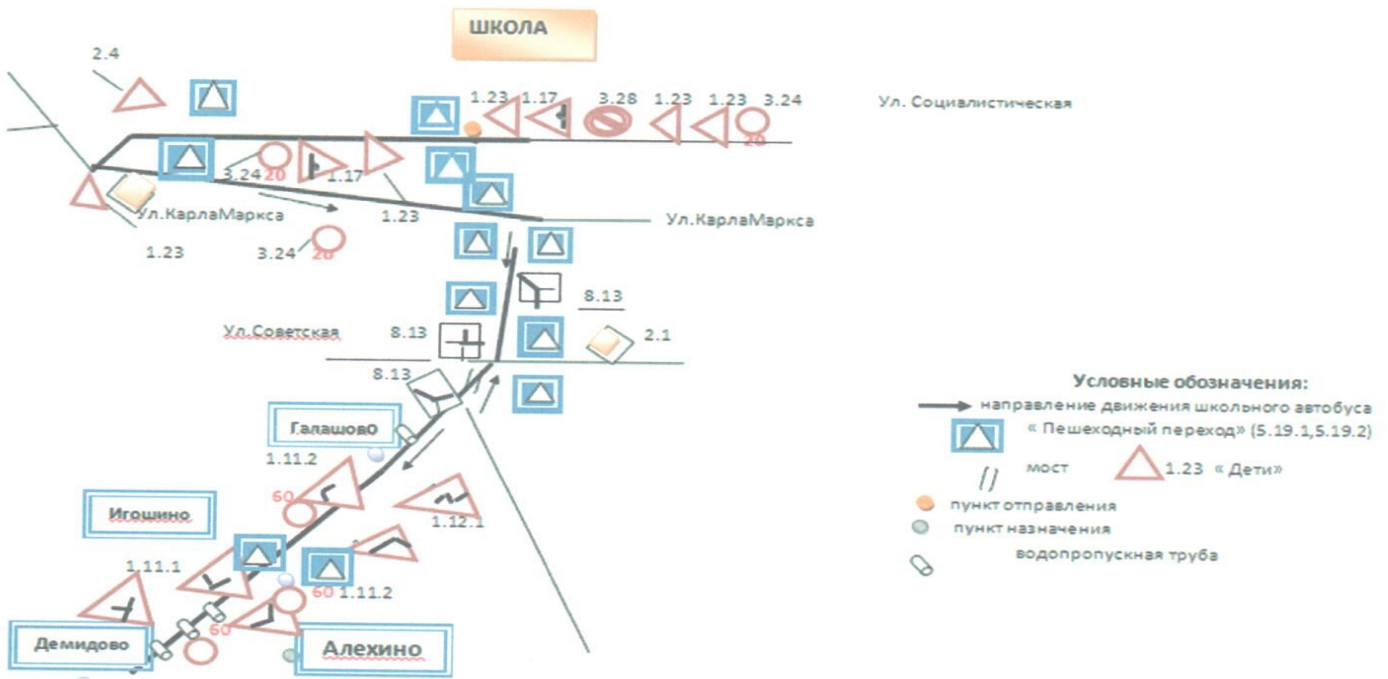 ШКОЛА
2.4
1.23 1.17 3.28 1.23 1.23 3.24
Ул. Социалистическая
20
3.24 20 1.17
Ул.КарлаМаркса
1.23
Ул.КарлаМаркса
1.23
3.24 20
8.13
Ул.Советская
8.13
2.1
8.13
Условные обозначения:
направление движения школьного автобуса
« Пешеходный переход» (5.19.1,5.19.2)
мост
1.23 « Дети»
пункт отправления
пункт назначения
водопропускная труба
Галашово
1.11.2
60
1.12.1
Игошино
1.11.1
60 1.11.2
60
Демидово
Алехино